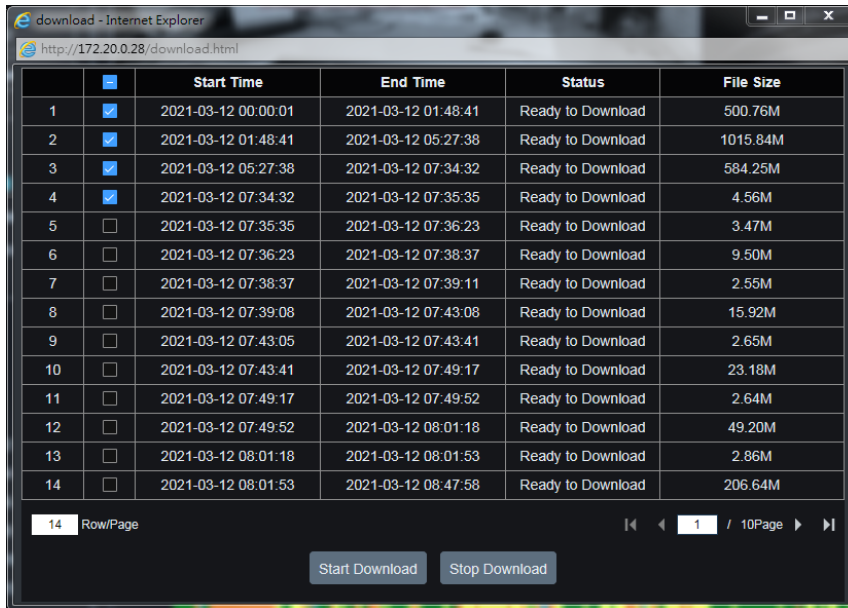 download - Internet Explorer
http://172.20.0.28/download.html
Start Time End Time Status File Size
1 2021-03-12 00:00:01 2021-03-12 01:48:41 Ready to Download 500.76M
2 2021-03-12 01:48:41 2021-03-12 05:27:38 Ready to Download 1015.84M
3 2021-03-12 05:27:38 2021-03-12 07:34:32 Ready to Download 584.25M
4 2021-03-12 07:34:32 2021-03-12 07:35:35 Ready to Download 4.56M
5 2021-03-12 07:35:35 2021-03-12 07:36:23 Ready to Download 3.47M
6 2021-03-12 07:36:23 2021-03-12 07:38:37 Ready to Download 9.50M
7 2021-03-12 07:38:37 2021-03-12 07:39:11 Ready to Download 2.55M
8 2021-03-12 07:39:08 2021-03-12 07:43:08 Ready to Download 15.92M
9 2021-03-12 07:43:05 2021-03-12 07:43:41 Ready to Download 2.65M
10 2021-03-12 07:43:41 2021-03-12 07:49:17 Ready to Download 23.18M
11 2021-03-12 07:49:17 2021-03-12 07:49:52 Ready to Download 2.64M
12 2021-03-12 07:49:52 2021-03-12 08:01:18 Ready to Download 49.20M
13 2021-03-12 08:01:18 2021-03-12 08:01:53 Ready to Download 2.86M
14 2021-03-12 08:01:53 2021-03-12 08:47:58 Ready to Download 206.64M
14 Row/Page 1 / 10Page
Start Download Stop Download